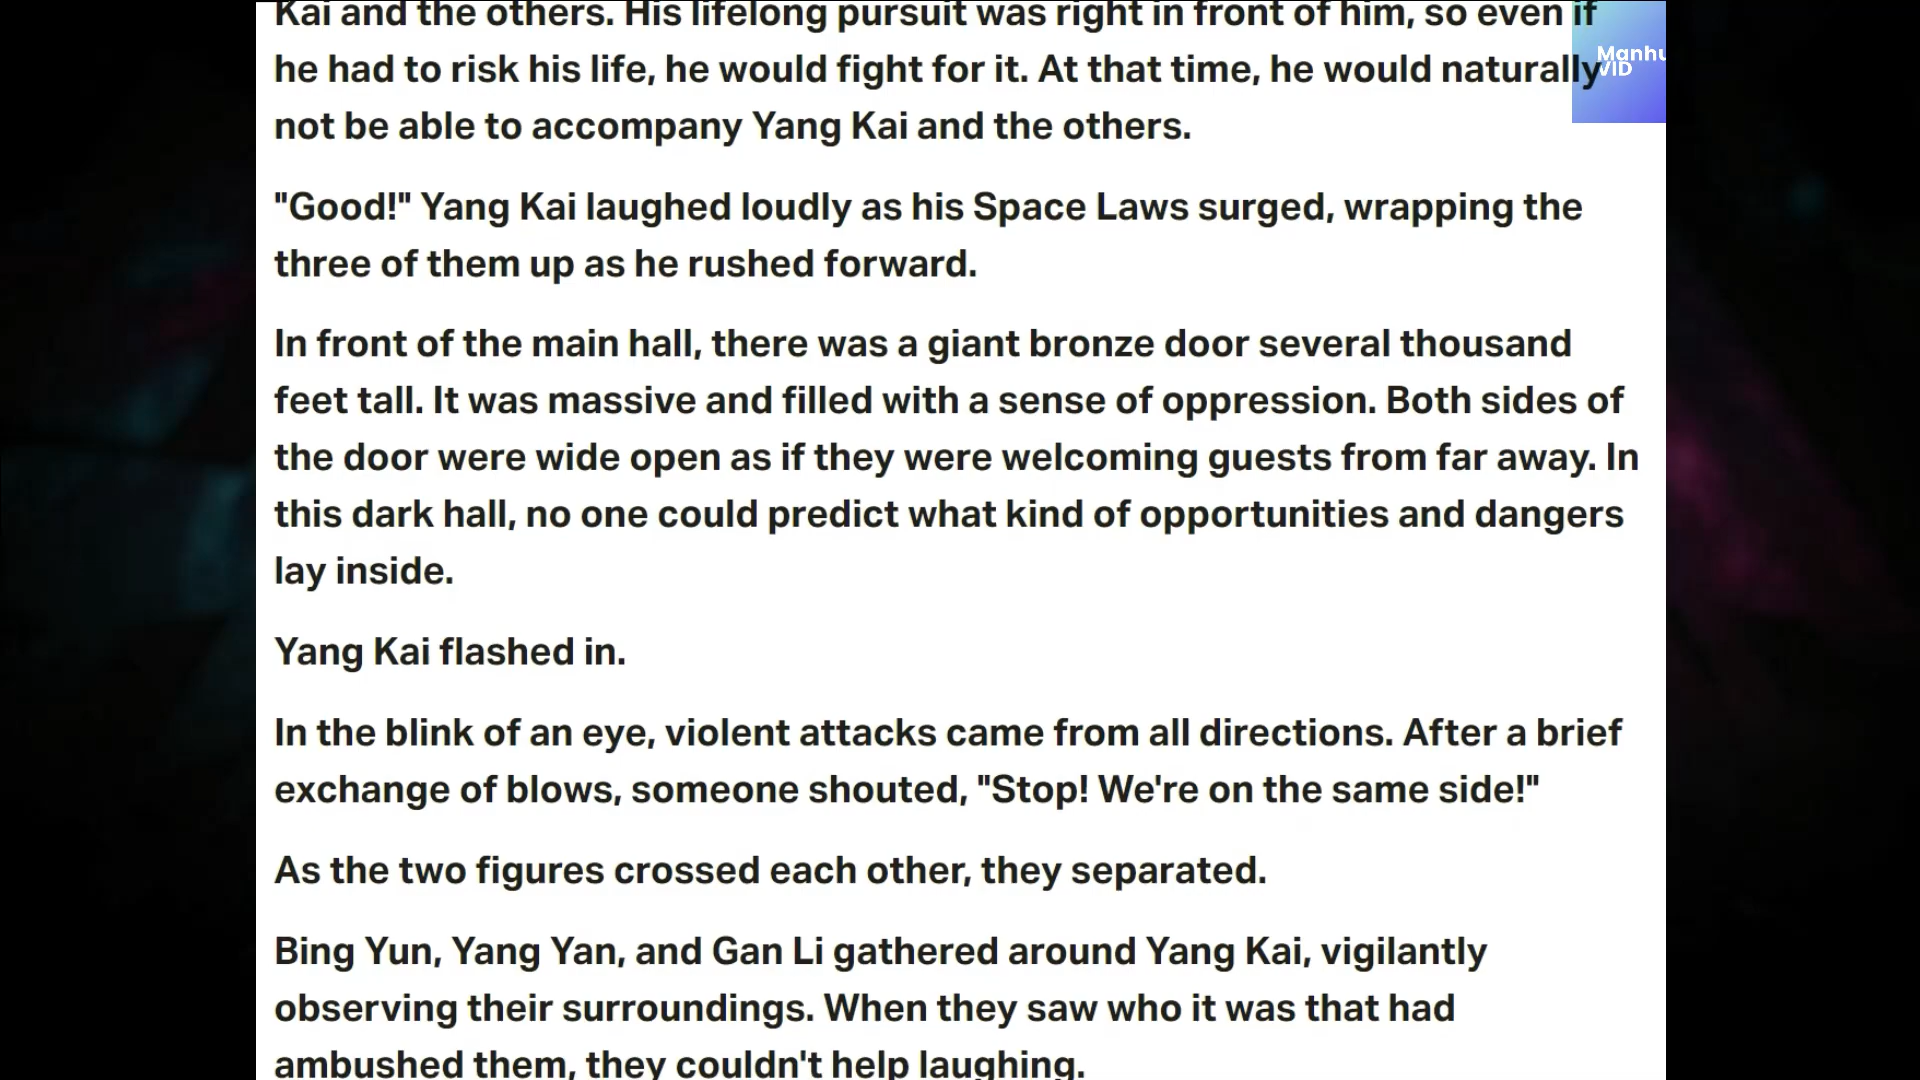 Kai and the others. His lifelong pursuit was right in front of him, so even if
he had to risk his life, he would fight for it. At that time, he would naturally
not be able to accompany Yang Kai and the others.
"Good!" Yang Kai laughed loudly as his Space Laws surged, wrapping the
three of them up as he rushed forward.
In front of the main hall, there was a giant bronze door several thousand
feet tall. It was massive and filled with a sense of oppression. Both sides of
the door were wide open as if they were welcoming guests from far away. In
this dark hall, no one could predict what kind of opportunities and dangers
lay inside.
Yang Kai flashed in.
In the blink of an eye, violent attacks came from all directions. After a brief
exchange of blows, someone shouted, "Stop! We're on the same side!"
As the two figures crossed each other, they separated.
Bing Yun, Yang Yan, and Gan Li gathered around Yang Kai, vigilantly
observing their surroundings. When they saw who it was that had
ambushed them, they couldn't help laughing.
Manhu
VID